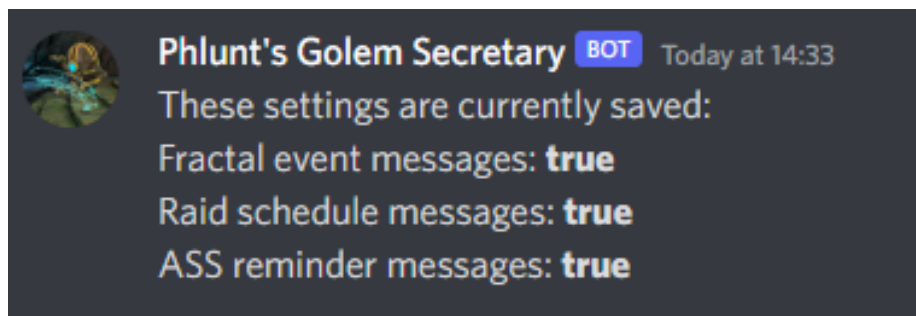 Phlunt's Golem Secretary BOT Today at 14:33
These settings are currently saved:
Fractal event messages: true
Raid schedule messages: true
ASS reminder messages: true